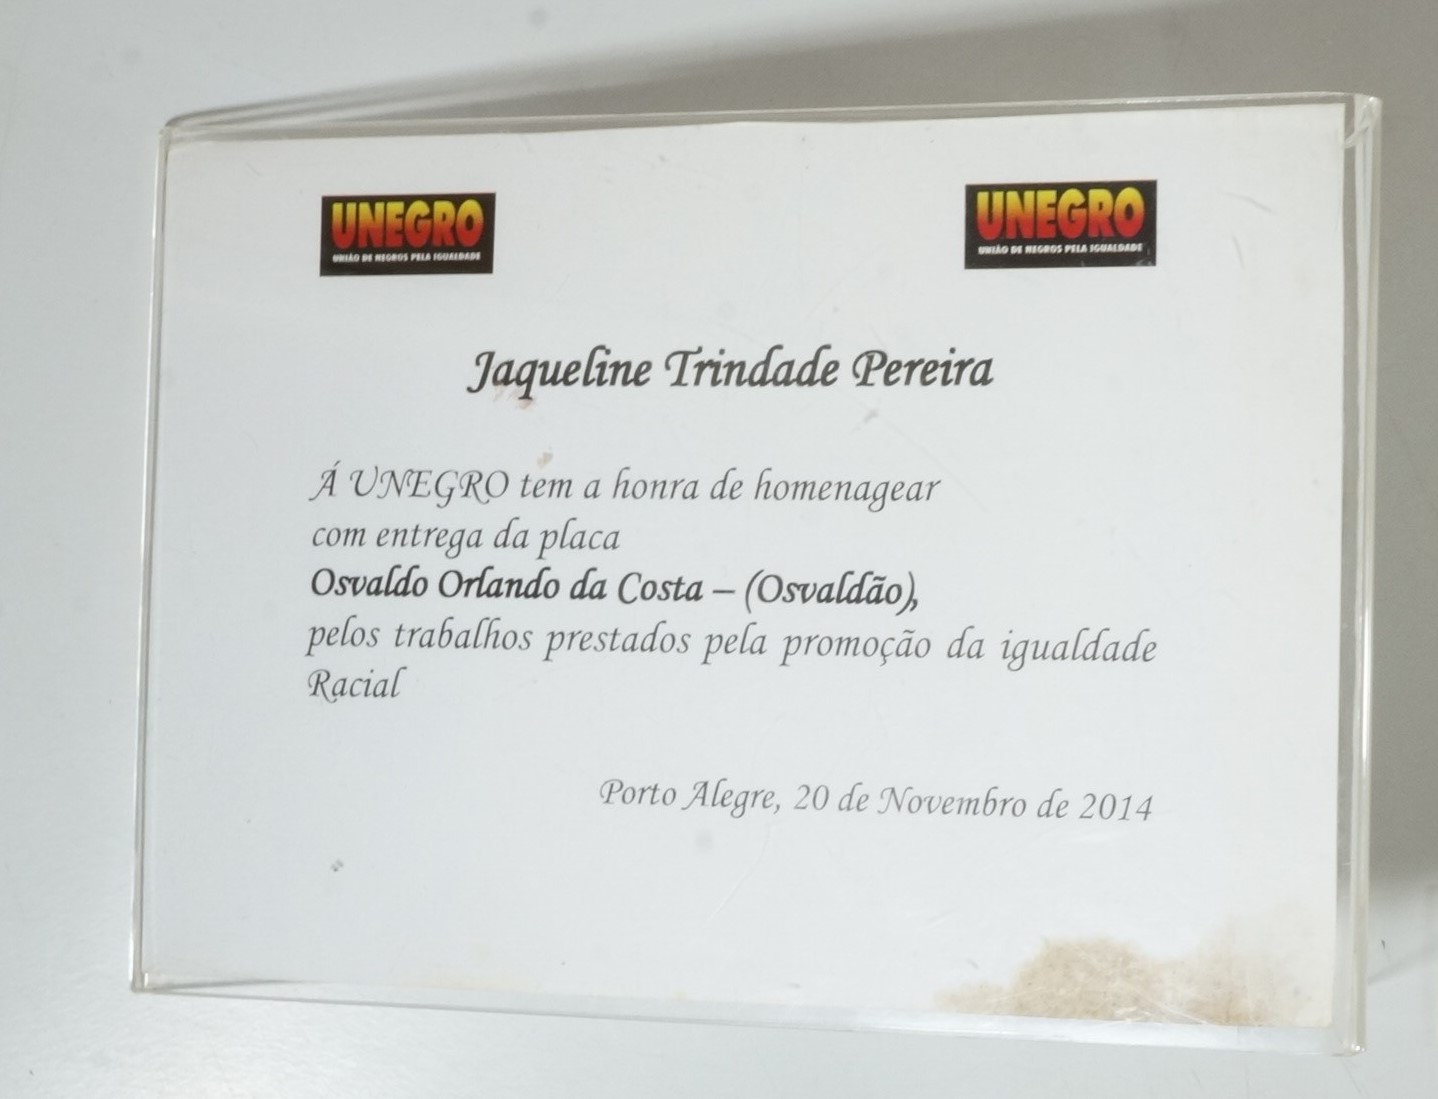 UNEGRO
UNIÃO DE NEGROS PELA IGUALDADE
UNEGRO
UNIÃO DE NEGROS PELA IGUALDADE
Jaqueline Trindade Pereira
Á UNEGRO tem a honra de homenagear
com entrega da placa
Osvaldo Orlando da Costa – (Osvaldão),
pelos trabalhos prestados pela promoção da igualdade
Racial
Porto Alegre, 20 de Novembro de 2014